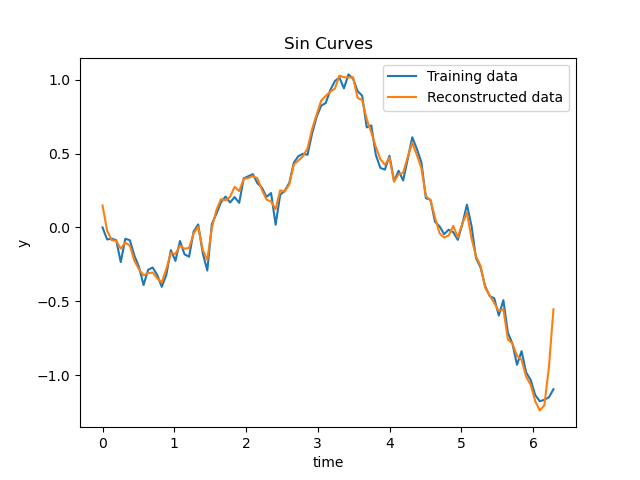 Sin Curves
Training data
Reconstructed data
y
1.0
0.5
0.0
−0.5
−1.0
0 1 2 3 4 5 6
time